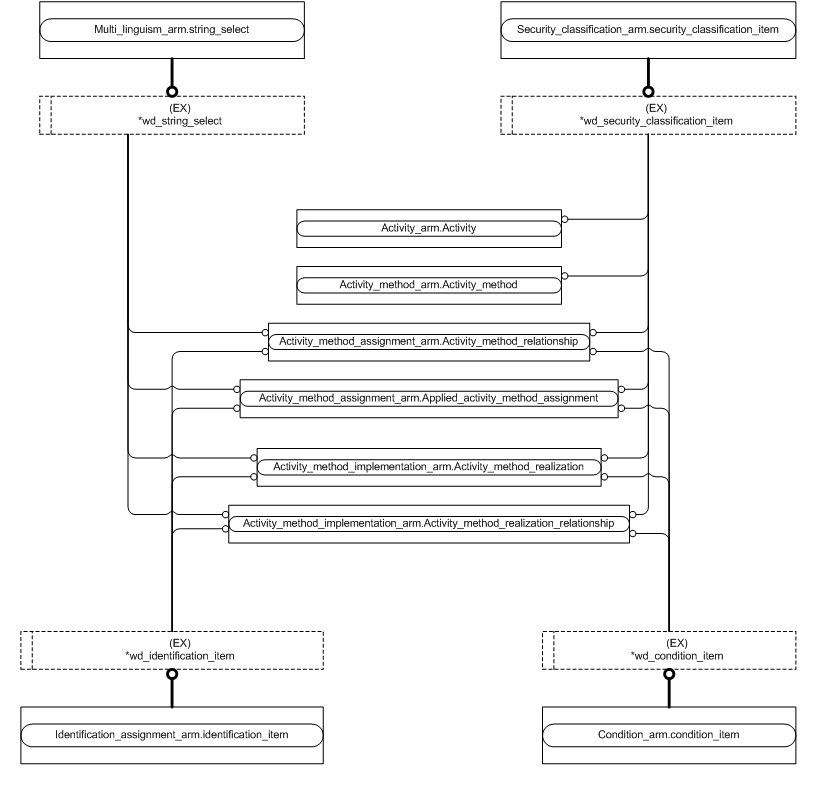 Multi_linguism_arm.string_select
Security_classification_arm.security_classification_item
(EX)
*wd_string_select
(EX)
*wd_security_classification_item
Activity_arm.Activity
Activity_method_arm.Activity_method
Activity_method_assignment_arm.Activity_method_relationship
Activity_method_assignment_arm.Applied_activity_method_assignment
Activity_method_implementation_arm.Activity_method_realization
Activity_method_implementation_arm.Activity_method_realization_relationship
(EX)
*wd_identification_item
(EX)
*wd_condition_item
Identification_assignment_arm.identification_item
Condition_arm.condition_item